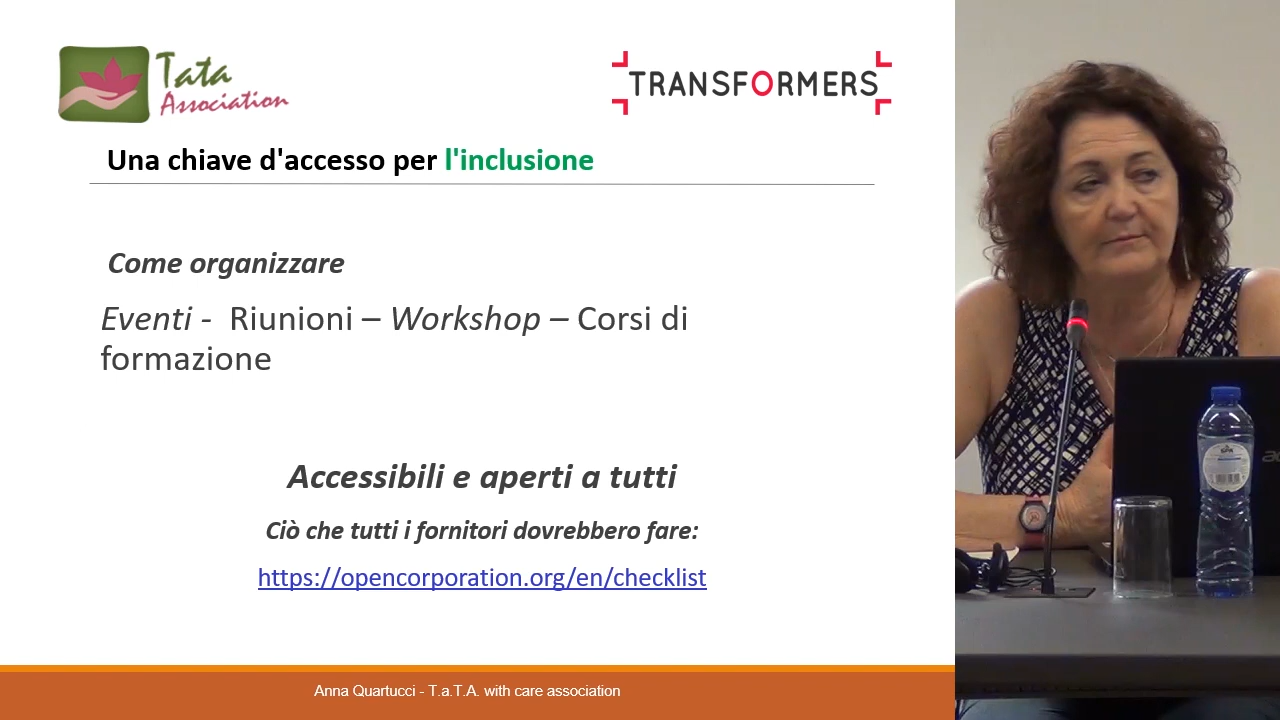 Tata
Association
TRANSFORMERS
Una chiave d'accesso per l'inclusione
Come organizzare
Eventi - Riunioni – Workshop – Corsi di
formazione
Accessibili e aperti a tutti
Ciò che tutti i fornitori dovrebbero fare:
https://opencorporation.org/en/checklist
Anna Quartucci - T.a.T.A. with care association